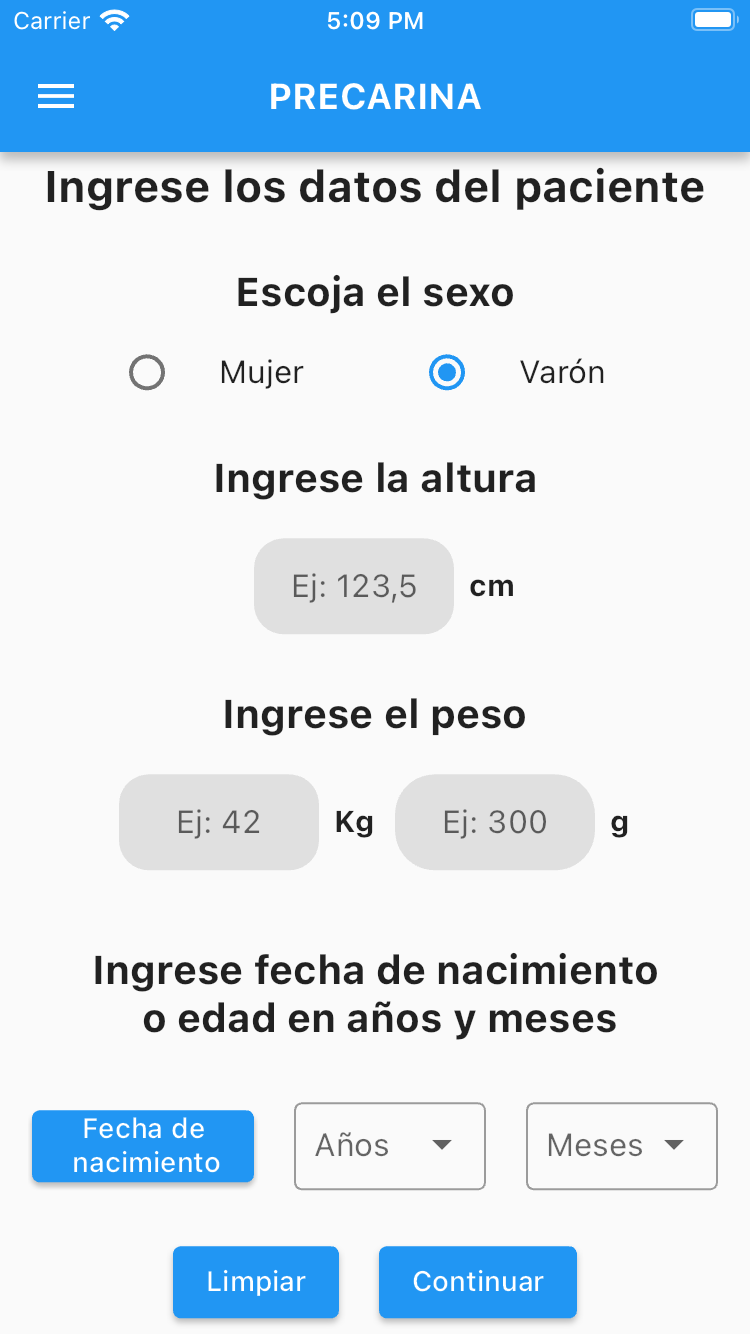 Carrier 5:09 PM
PRECARINA
Ingrese los datos del paciente
Escoja el sexo
Mujer Varón
Ingrese la altura
Ej: 123,5 cm
Ingrese el peso
Ej: 42 Kg Ej: 300 g
Ingrese fecha de nacimiento
o edad en años y meses
Fecha de
nacimiento
Años Meses
Limpiar Continuar